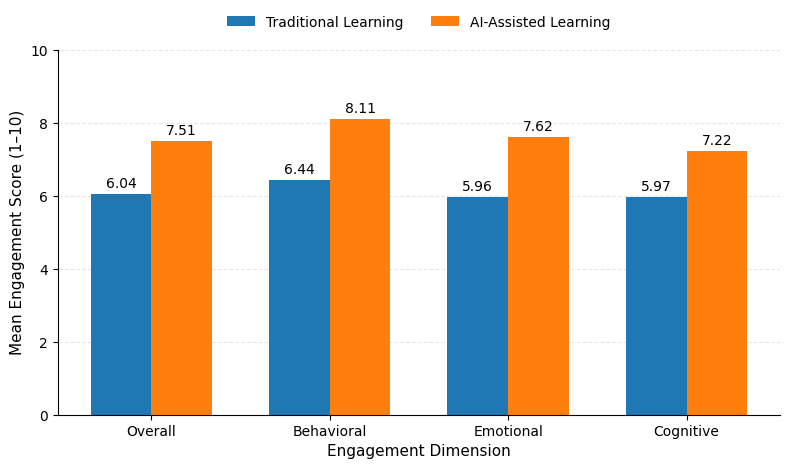 Traditional Learning AI-Assisted Learning
Mean Engagement Score (1–10)
10
8
6
4
2
0
6.04 7.51 6.44 8.11 5.96 7.62 5.97 7.22
Overall Behavioral Emotional Cognitive
Engagement Dimension